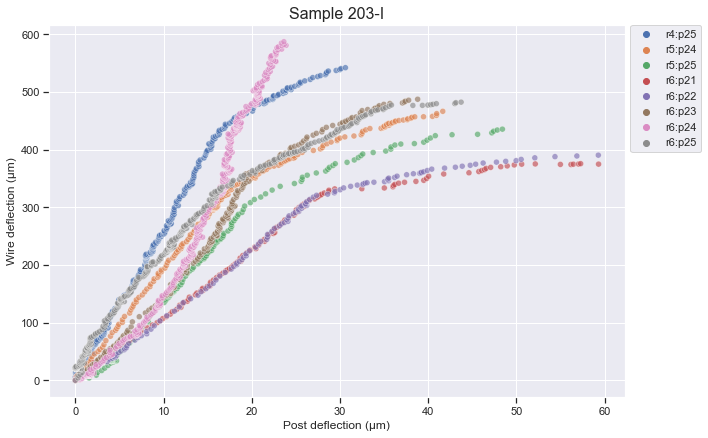 Sample 203-I
600
500
400
300
200
100
0
Wire deflection (μm)
0 10 20 30 40 50 60
Post deflection (μm)
r4:p25
r5:p24
r5:p25
r6:p21
r6:p22
r6:p23
r6:p24
r6:p25